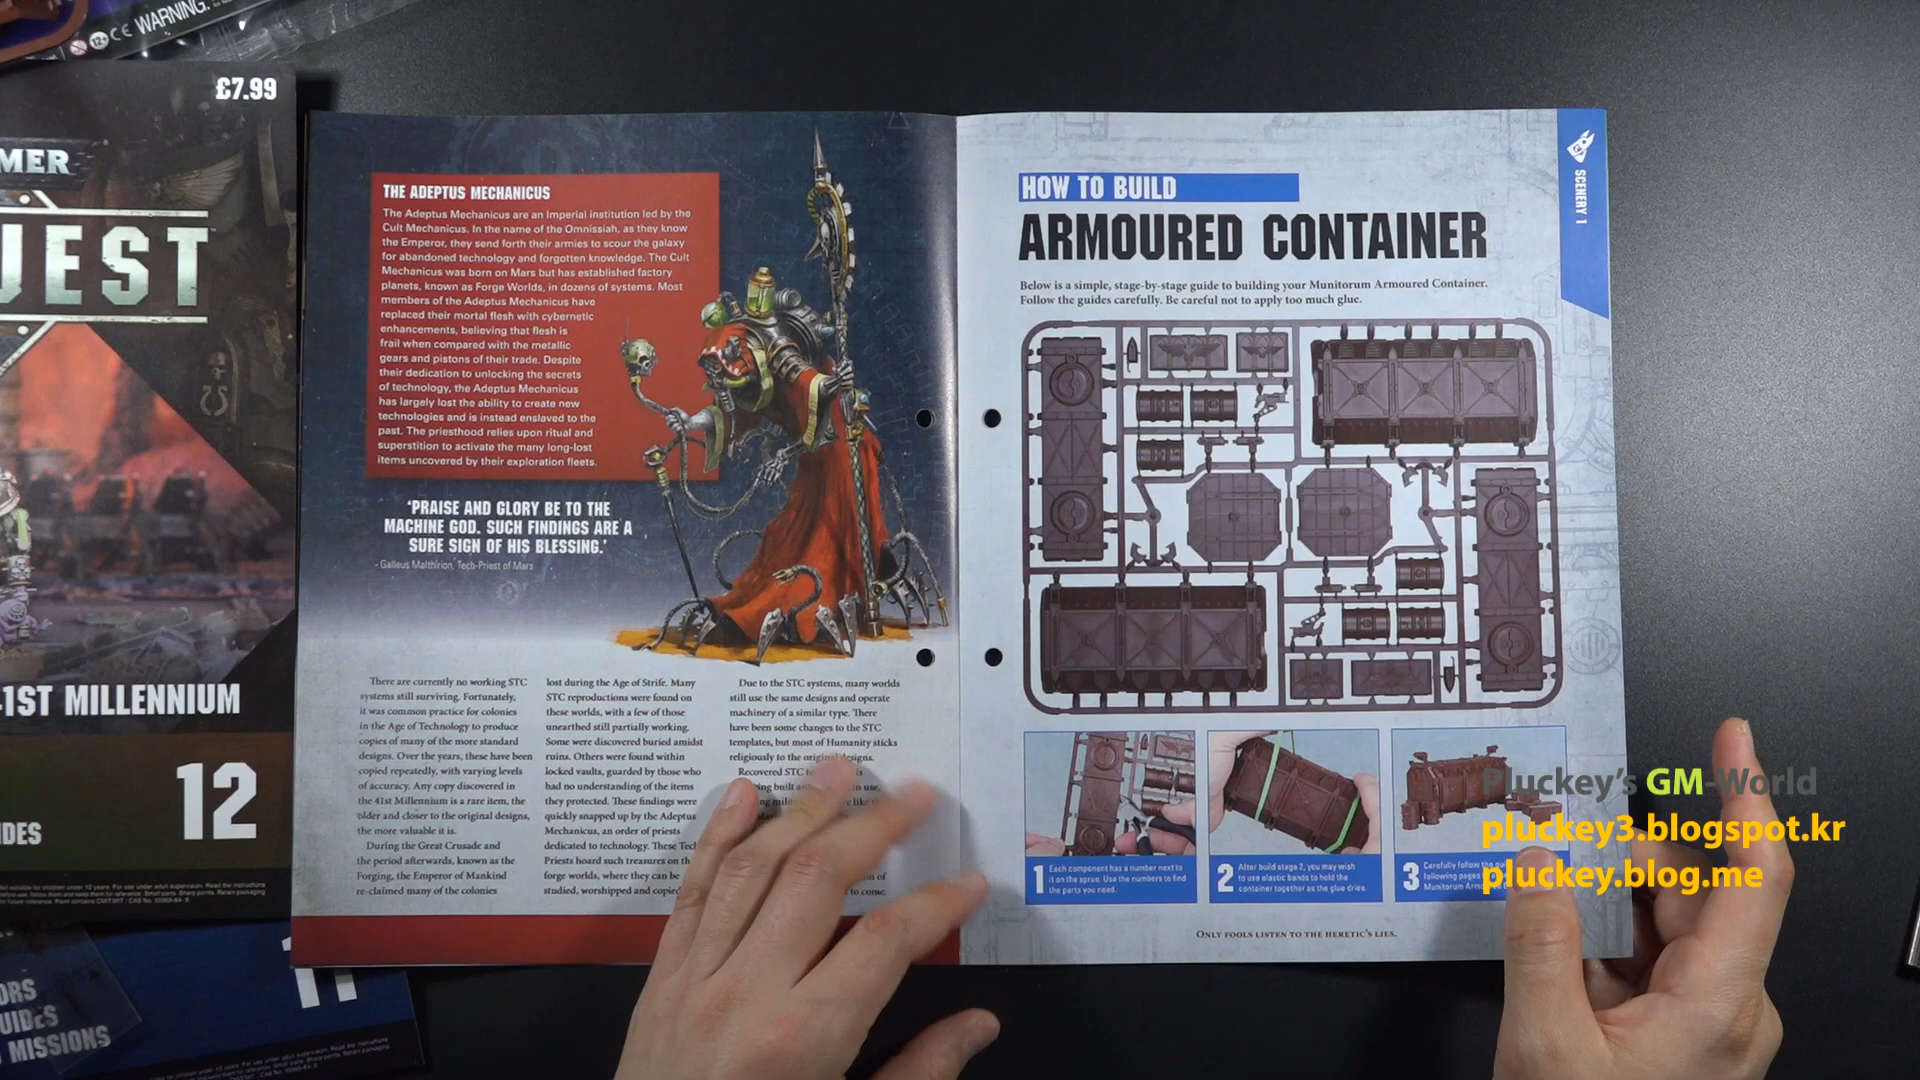 WARNING.
£7.99
MER
UEST
41ST MILLENNIUM
12
IDES
11
ORS
UIDES
MISSIONS
THE ADEPTUS MECHANICUS
The Adeptus Mechanicus are an Imperial institution led by the
Cult Mechanicus. In the name of the Omnissiah, as they know
the Emperor, they send forth their armies to scour the galaxy
for abandoned technology and forgotten knowledge. The Cult
Mechanicus was born on Mars but has established factory
planets, known as Forge Worlds, in dozens of systems. Most
members of the Adeptus Mechanicus have
replaced their mortal flesh with cybernetic
enhancements, believing that flesh is
frail when compared with the metallic
gears and pistons of their trade. Despite
their dedication to unlocking the secrets
of technology, the Adeptus Mechanicus
has largely lost the ability to create new
technologies and is instead enslaved to the
past. The priesthood relies upon ritual and
superstition to activate the many long-lost
items uncovered by their exploration fleets.
'PRAISE AND GLORY BE TO THE
MACHINE GOD. SUCH FINDINGS ARE A
SURE SIGN OF HIS BLESSING.'
- Galleus Malthirion, Tech-Priest of Mars
There are currently no working STC
systems still surviving. Fortunately,
it was common practice for colonies
in the Age of Technology to produce
copies of many of the more standard
designs. Over the years, these have been
copied repeatedly, with varying levels
of accuracy. Any copy discovered in
the 41st Millennium is a rare item, the
older and closer to the original designs,
the more valuable it is.
During the Great Crusade and
the period afterwards, known as the
Forging, the Emperor of Mankind
re-claimed many of the colonies
lost during the Age of Strife. Many
STC reproductions were found on
these worlds, with a few of those
unearthed still partially working.
Some were discovered buried amidst
ruins. Others were found within
locked vaults, guarded by those who
had no understanding of the items
they protected. These findings were
quickly snapped up by the Adeptus
Mechanicus, an order of priests
dedicated to technology. These Tech
Priests hoard such treasures on th
forge worlds, where they can be
studied, worshipped and copied
Due to the STC systems, many worlds
still use the same designs and operate
machinery of a similar type. There
have been some changes to the STC
templates, but most of Humanity sticks
religiously to the original designs.
Recovered STC
to come.
SCENERY 1
HOW TO BUILD
ARMOURED CONTAINER
Below is a simple, stage-by-stage guide to building your Munitorum Armoured Container.
Follow the guides carefully. Be careful not to apply too much glue.
1 Each component has a number next to
it on the sprue. Use the numbers to find
the parts you need.
2 After build stage 2, you may wish
to use elastic bands to hold the
container together as the glue dries.
3 Carefully follow the
following pages
Munitorum
ONLY FOOLS LISTEN TO THE HERETIC'S LIES.
Pluckey's GM-World
pluckey3.blogspot.kr
pluckey.blog.me